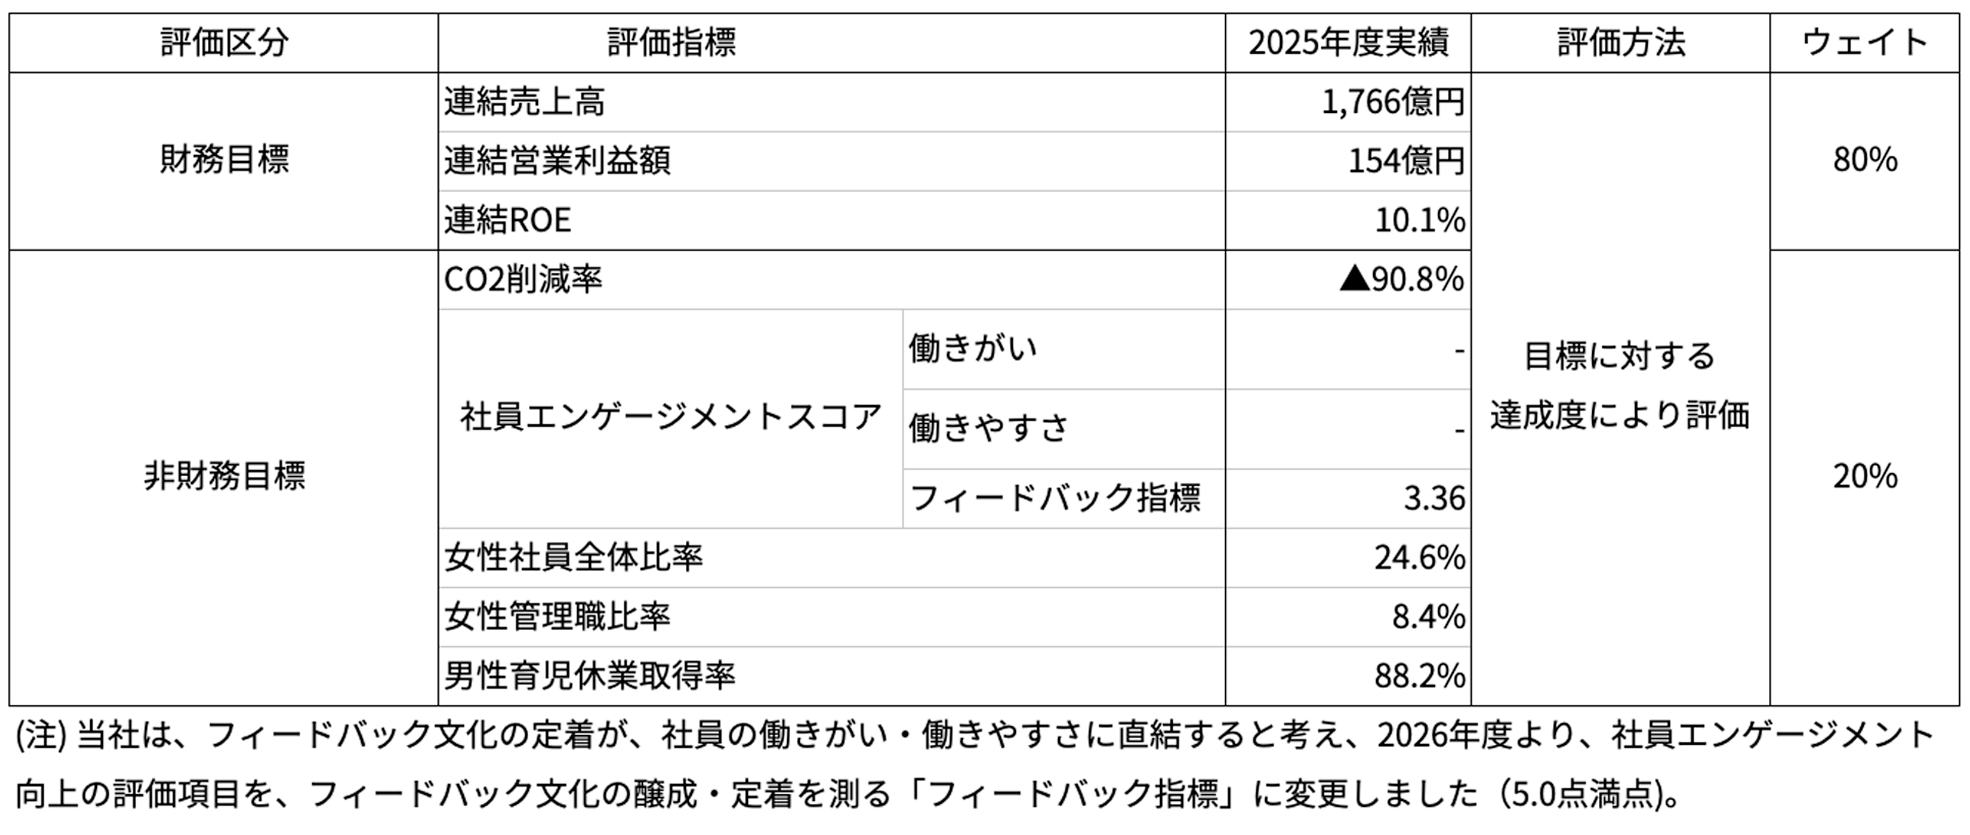 評価区分 評価指標 2025年度実績 評価方法 ウェイト
財務目標
連結売上高 1,766億円
連結営業利益額 154億円
連結ROE 10.1%
80%
非財務目標
CO2削減率 ▲90.8%
社員エンゲージメントスコア
働きがい -
働きやすさ -
フィードバック指標 3.36
女性社員全体比率 24.6%
女性管理職比率 8.4%
男性育児休業取得率 88.2%
目標に対する
達成度により評価
20%
(注) 当社は、フィードバック文化の定着が、社員の働きがい・働きやすさに直結すると考え、2026年度より、社員エンゲージメント
向上の評価項目を、フィードバック文化の醸成・定着を測る「フィードバック指標」に変更しました（5.0点満点)。